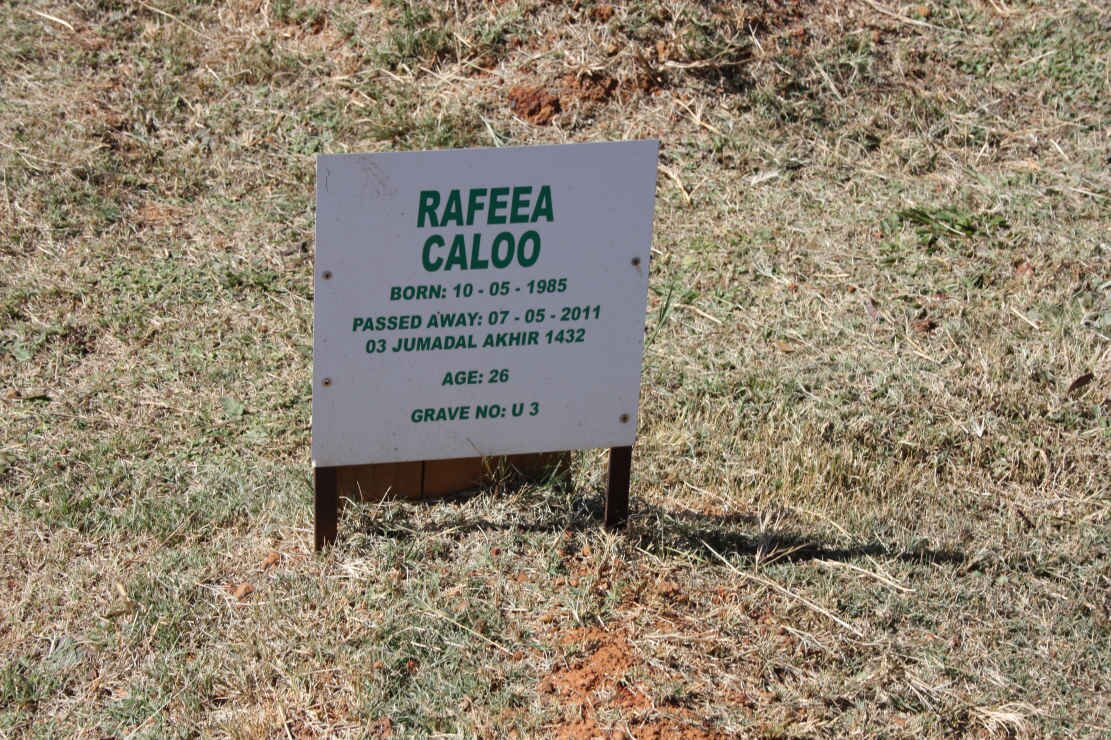 RAFEEA
CALOO
BORN: 10 - 05 - 1985
PASSED AWAY: 07 - 05 - 2011
03 JUMADAL AKHIR 1432
AGE: 26
GRAVE NO: U 3